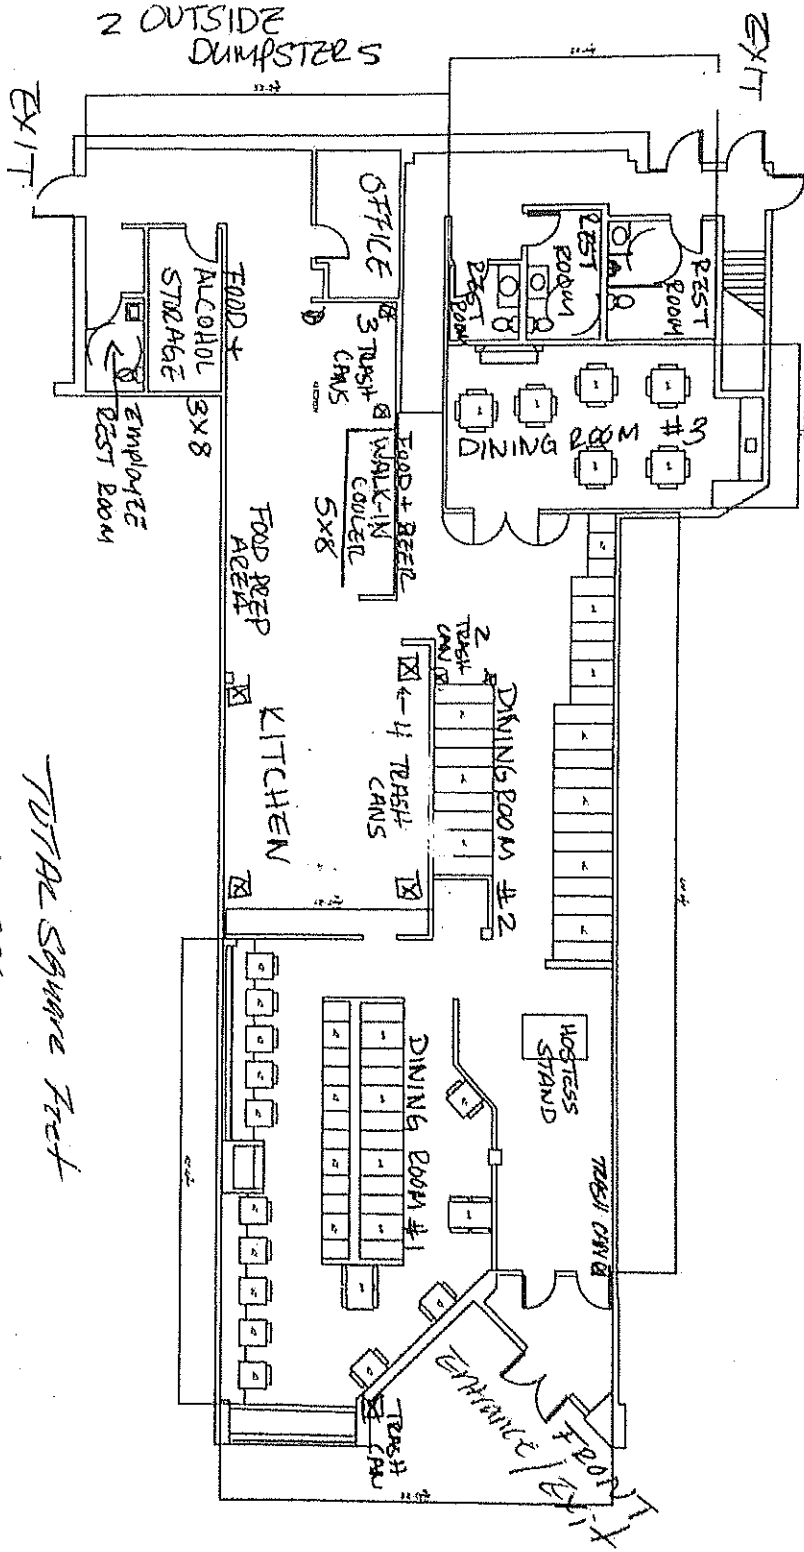 2 OUTSIDE
DUMPSTERS
EXIT
EXIT
OFFICE
REST
ROOM
REST
ROOM
REST
ROOM
FOOD +
ALCOHOL
STORAGE
3X8
EMPLOYEE
REST ROOM
3 TRASH
CANS
DINING ROOM #3
FOOD + BEER
WALK-IN
COOLER
5X8
FOOD PREP
AREA
2
TRASH
CAN
KITCHEN
← 4 TRASH
CANS
DINING ROOM #2
TOTAL Square Feet
HOSTESS
STAND
DINING ROOM #1
TRASH CAN
TRASH
CAN
FRONT
Entrance / Exit